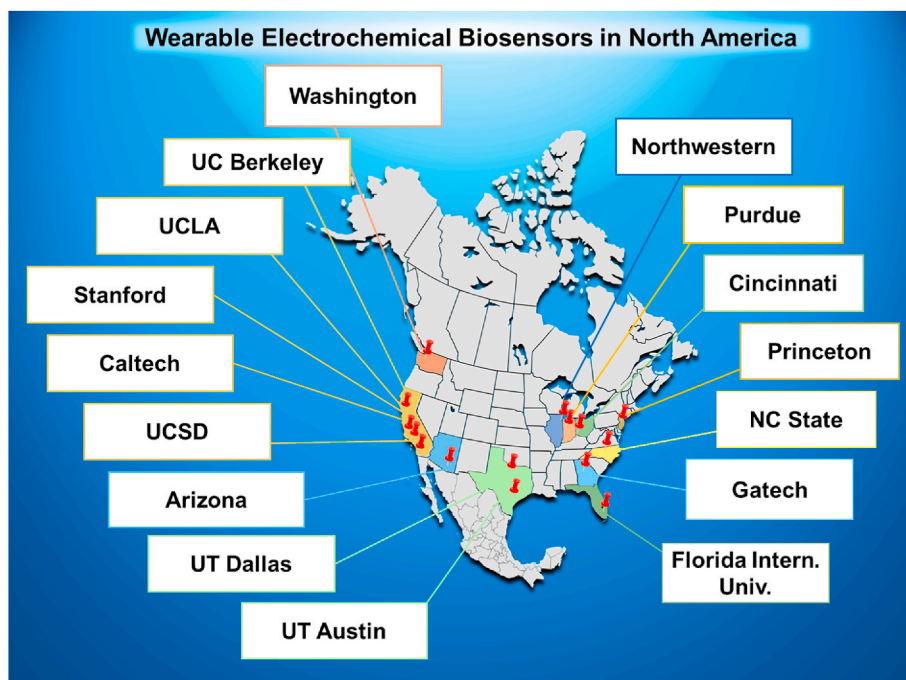 Wearable Electrochemical Biosensors in North America
Washington
UC Berkeley
UCLA
Stanford
Caltech
UCSD
Arizona
UT Dallas
UT Austin
Northwestern
Purdue
Cincinnati
Princeton
NC State
Gatech
Florida Intern.
Univ.